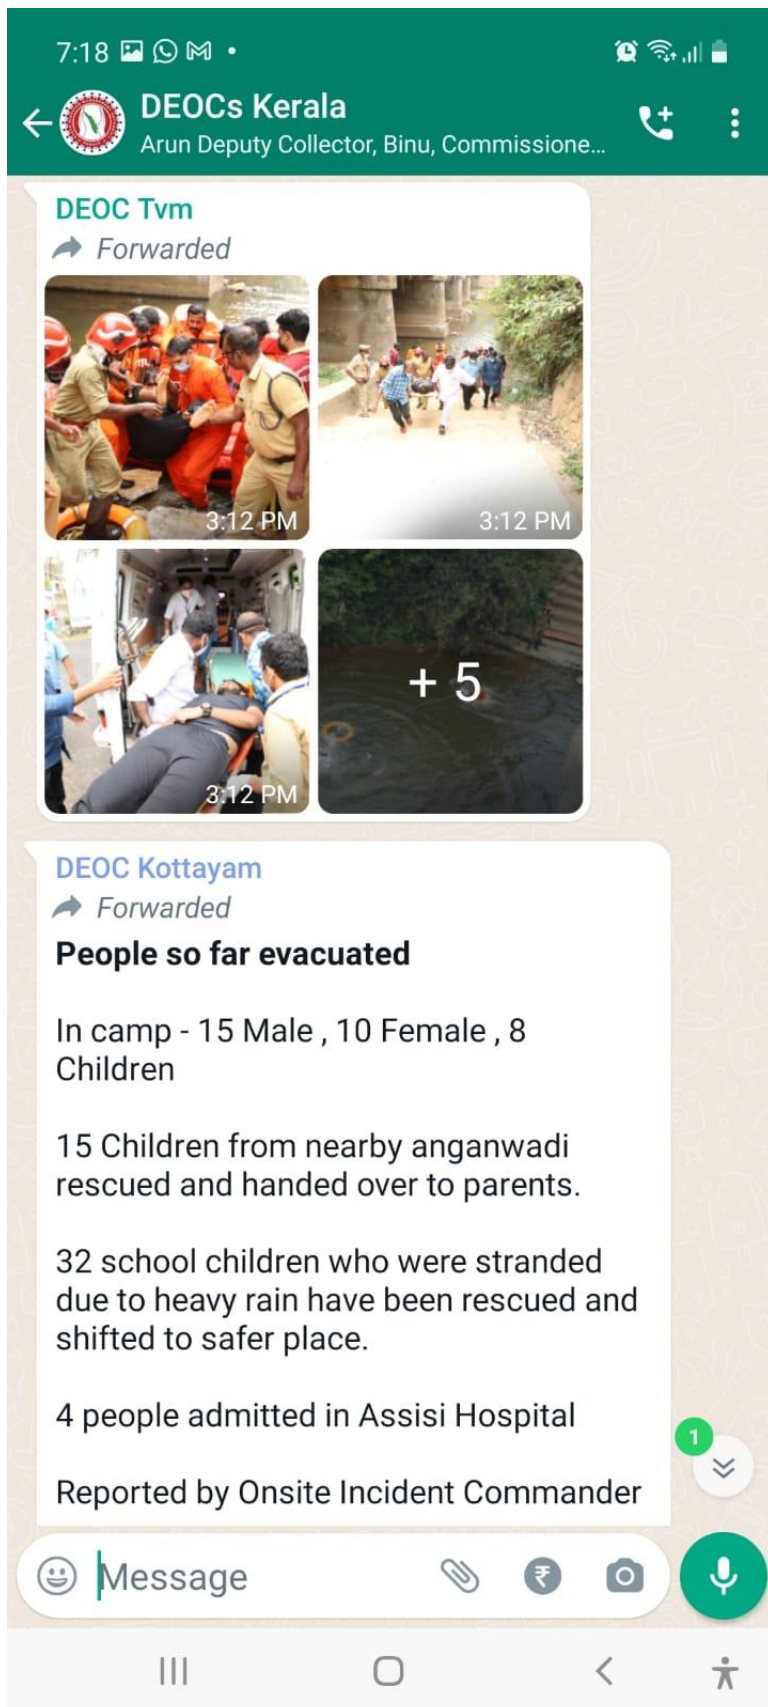 7:18
DEOCs Kerala
Arun Deputy Collector, Binu, Commissione...
DEOC Tvm
Forwarded
3:12 PM
3:12 PM
3:12 PM
+ 5
DEOC Kottayam
Forwarded
People so far evacuated
In camp - 15 Male , 10 Female , 8
Children
15 Children from nearby anganwadi
rescued and handed over to parents.
32 school children who were stranded
due to heavy rain have been rescued and
shifted to safer place.
4 people admitted in Assisi Hospital
Reported by Onsite Incident Commander
1
Message
₹